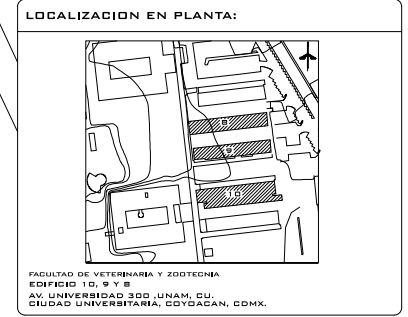 LOCALIZACION EN PLANTA:
8
9
10
FACULTAD DE VETERINARIA Y ZOOTECNIA
EDIFICIO 10, 9 Y 8
AV. UNIVERSIDAD 300 ,UNAM, CU.
CIUDAD UNIVERSITARIA, COYOACAN, CDMX.